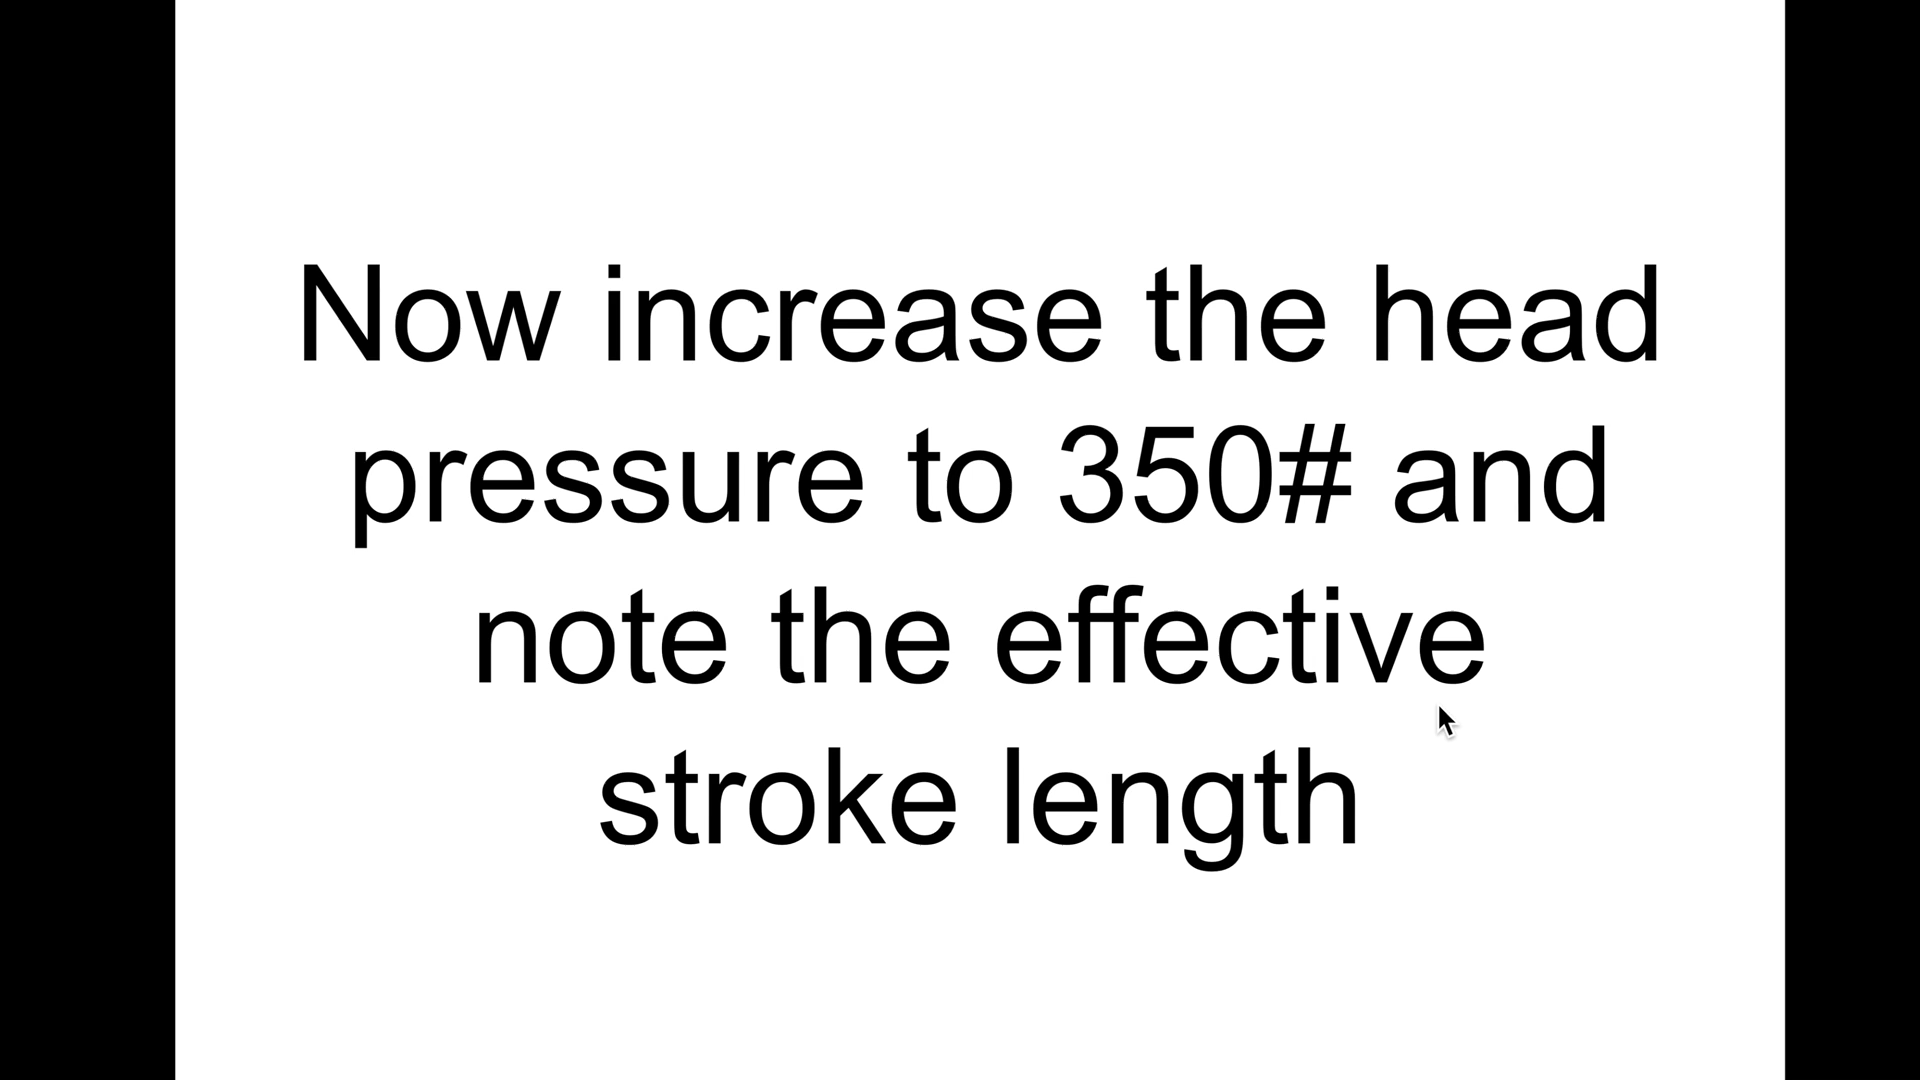 Now increase the head
pressure to 350# and
note the effective
stroke length